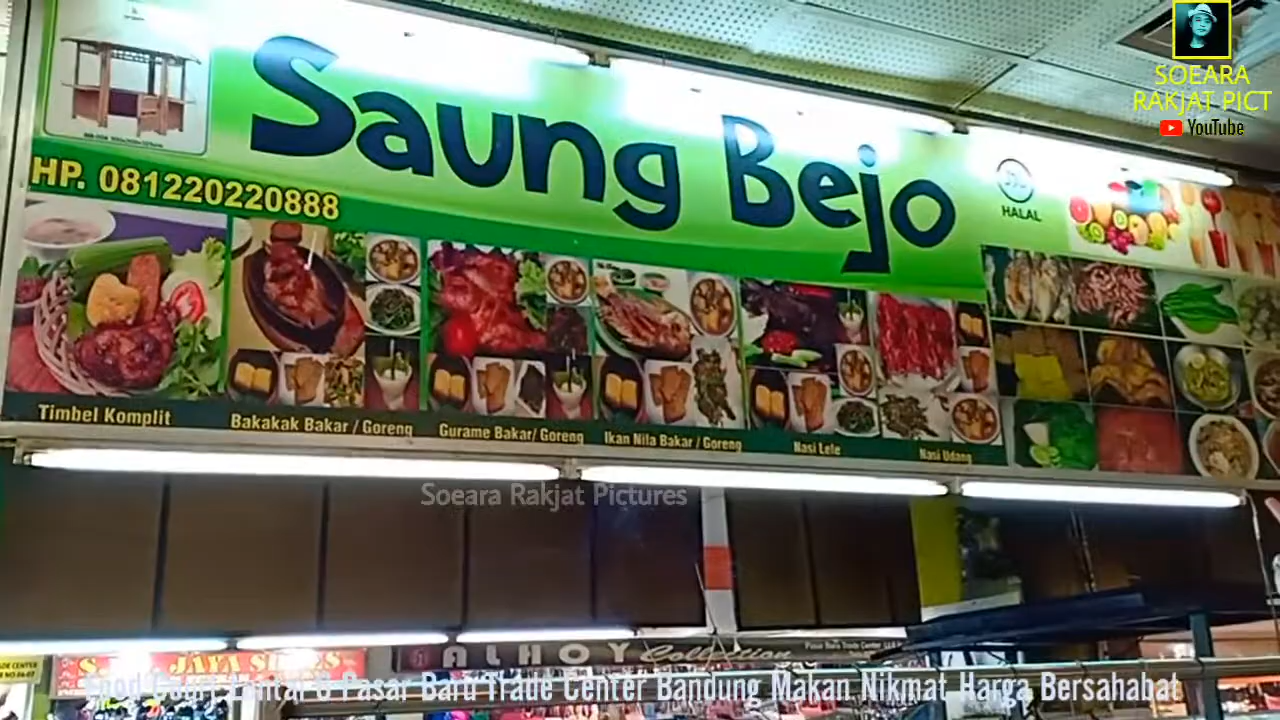 SOEARA
RAKJAT PICT
YouTube
Saung Bejo
HALAL
HP. 081220220888
Timbel Komplit
Bakakak Bakar / Goreng
Gurame Bakar/ Goreng
Ikan Nila Bakar / Goreng
Nasi Lele
Nasi Udang
Soeara Rakjat Pictures
ALHOY Collection
JAYA
Food Court Lantai 6 Pasar Baru Trade Center Bandung Makan Nikmat Harga Bersahabat